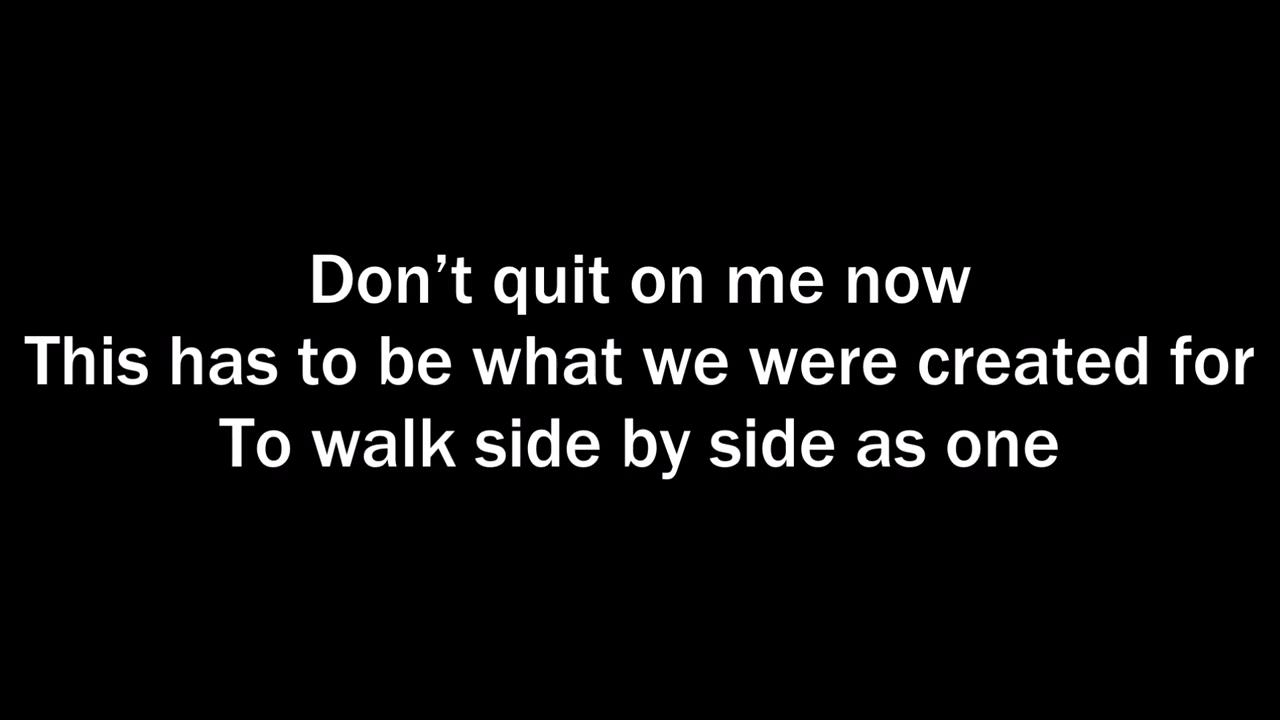 Don’t quit on me now
This has to be what we were created for
To walk side by side as one